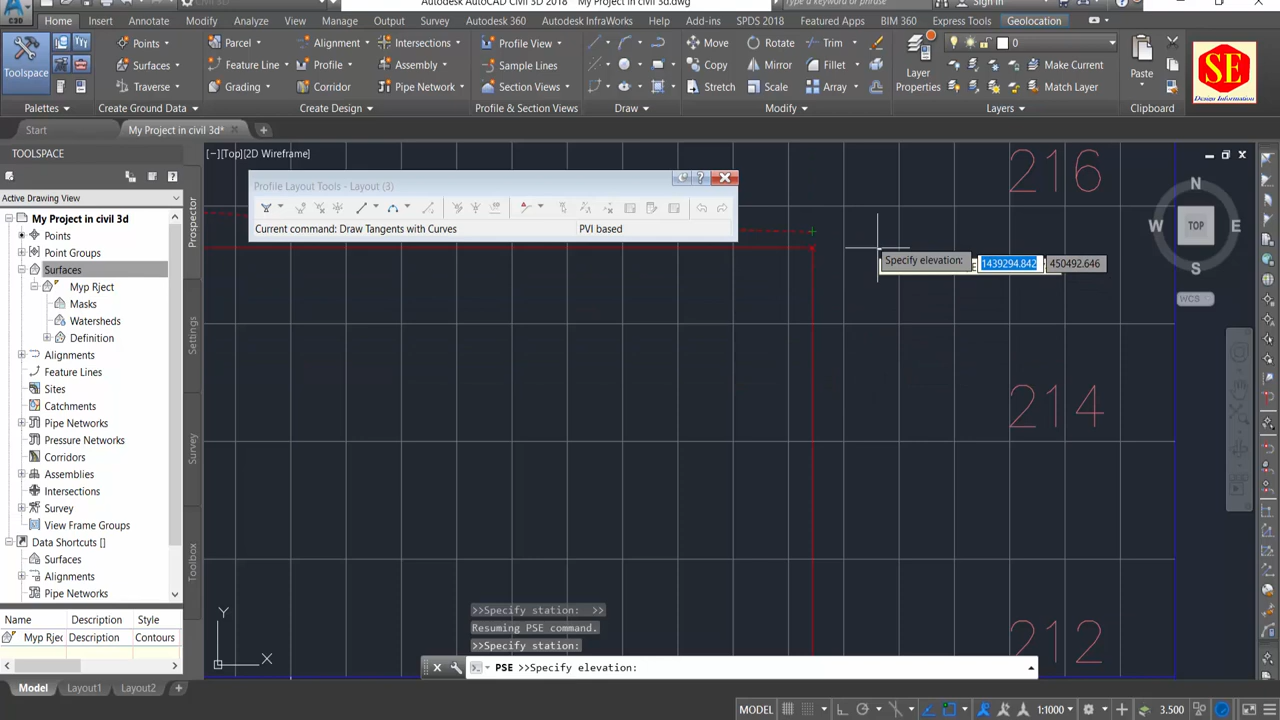 Autodesk AutoCAD Civil 3D 2018   My Project in civil 3d.dwg
Home Insert Annotate Modify Analyze View Manage Output Survey Autodesk 360 Autodesk InfraWorks Help Add-ins SPDS 2018 Featured Apps BIM 360 Express Tools Geolocation
Toolspace
Points
Surfaces
Traverse
Parcel
Feature Line
Grading
Alignment
Profile
Corridor
Intersections
Assembly
Pipe Network
Profile View
Sample Lines
Section Views
Move
Copy
Stretch
Rotate
Mirror
Scale
Trim
Fillet
Array
Layer
Properties
0
Make Current
Match Layer
Paste
SE
Design Information
Palettes Create Ground Data Create Design Profile & Section Views Draw Modify Layers Clipboard
Start My Project in civil 3d*
TOOLSPACE
Active Drawing View
My Project in civil 3d
Points
Point Groups
Surfaces
Myp Rject
Masks
Watersheds
Definition
Alignments
Feature Lines
Sites
Catchments
Pipe Networks
Pressure Networks
Corridors
Assemblies
Intersections
Survey
View Frame Groups
Data Shortcuts []
Surfaces
Alignments
Pipe Networks
Name Description Style
Myp Rject Description Contours
Prospector
Settings
Survey
Toolbox
[−][Top][2D Wireframe]
Profile Layout Tools - Layout (3)
Current command: Draw Tangents with Curves PVI based
216
214
212
Specify elevation: 1439294.842 450492.646
N
W TOP E
S
WCS
Y
X
>>Specify station: >>
Resuming PSE command.
>>Specify station:
PSE >>Specify elevation:
Model Layout1 Layout2 +
MODEL 1:1000 3.500